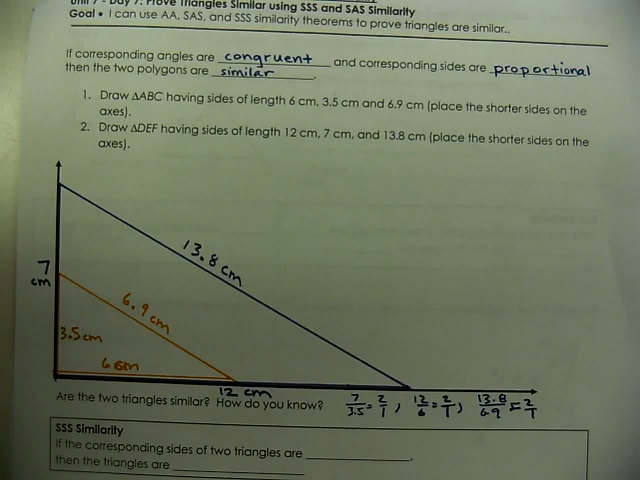 Unit 7 - Day 7: Prove Triangles Similar using SSS and SAS Similarity
Goal • I can use AA, SAS, and SSS similarity theorems to prove triangles are similar..
If corresponding angles are congruent and corresponding sides are proportional
then the two polygons are similar.
1. Draw ΔABC having sides of length 6 cm, 3.5 cm and 6.9 cm (place the shorter sides on the
axes).
2. Draw ΔDEF having sides of length 12 cm, 7 cm, and 13.8 cm (place the shorter sides on the
axes).
13.8 cm
7
cm
6.9 cm
3.5cm
6cm
12 cm
Are the two triangles similar? How do you know? 7/3.5 = 2/1, 12/6 = 2/1, 13.8/6.9 = 2/1
SSS Similarity
If the corresponding sides of two triangles are ____________,
then the triangles are ____________